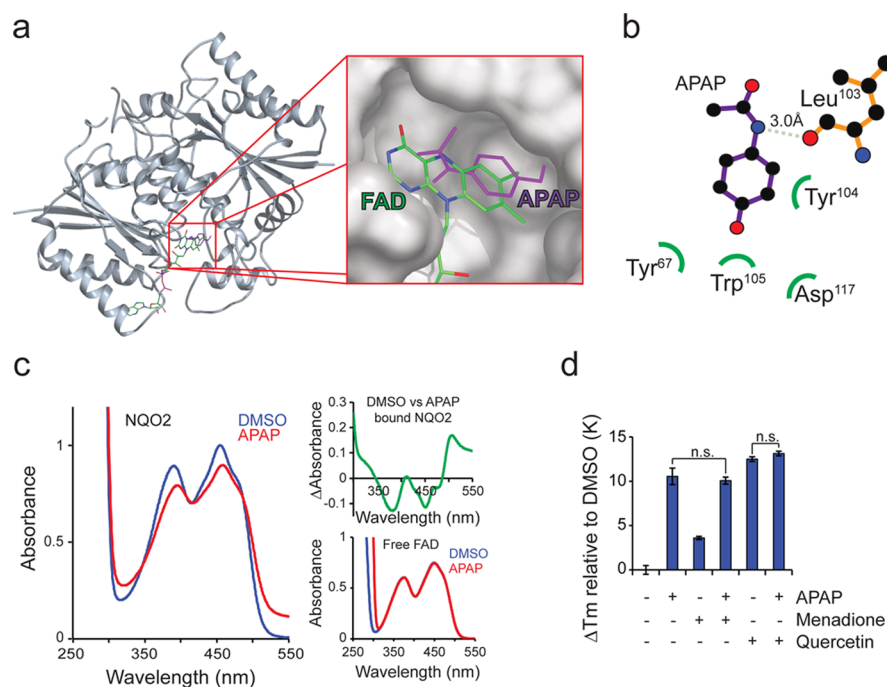 a
FAD
APAP
b
APAP
Leu103
3.0Å
Tyr104
Tyr67
Trp105
Asp117
c
NQO2
DMSO
APAP
Absorbance
1
0.5
0
250
350
450
550
Wavelength (nm)
DMSO vs APAP
bound NQO2
ΔAbsorbance
0.3
0.2
0.1
0
-0.1
350
450
550
Wavelength (nm)
Free FAD
DMSO
APAP
Absorbance
1
0.5
0
250
350
450
550
Wavelength (nm)
d
ΔTm relative to DMSO (K)
15
13
10
5
0
n.s.
n.s.
- + - + - + APAP
- - + + - - Menadione
- - - - + + Quercetin